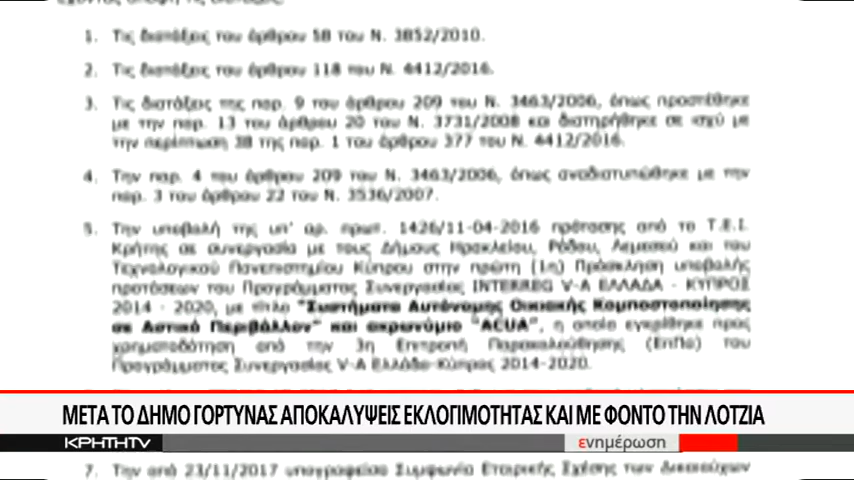 1. Τις διατάξεις του άρθρου 58 του Ν. 3852/2010.
2. Τις διατάξεις του άρθρου 118 του Ν. 4412/2016.
3. Τις διατάξεις της παρ. 9 του άρθρου 209 του Ν. 3463/2006, όπως προστέθηκε
με την παρ. 13 του άρθρου 20 του Ν. 3731/2008 και διατηρήθηκε σε ισχύ με
την περίπτωση 38 της παρ. 1 του άρθρου 377 του Ν. 4412/2016.
4. Την παρ. 4 του άρθρου 209 του Ν. 3463/2006, όπως αναδιατυπώθηκε με την
παρ. 3 του άρθρου 22 του Ν. 3536/2007.
5. Την υποβολή της υπ' αρ. πρωτ. 1426/11-04-2016 πρότασης από το Τ.Ε.Ι.
Κρήτης σε συνεργασία με τους Δήμους Ηρακλείου, Ρόδου, Λεμεσού και του
Τεχνολογικού Πανεπιστημίου Κύπρου στην πρώτη (1η) Πρόσκληση υποβολής
προτάσεων του Προγράμματος Συνεργασίας INTERREG V-A ΕΛΛΑΔΑ - ΚΥΠΡΟΣ
2014 - 2020, με τίτλο "Συστήματα Αυτόνομης Οικιακής Κομποστοποίησης
σε Αστικό Περιβάλλον" και ακρωνύμιο "ACUA", η οποία εγκρίθηκε προς
χρηματοδότηση από την 3η Επιτροπή Παρακολούθησης (ΕπΠα) του
Προγράμματος Συνεργασίας V-A Ελλάδα-Κύπρος 2014-2020.
ΜΕΤΑ ΤΟ ΔΗΜΟ ΓΟΡΤΥΝΑΣ ΑΠΟΚΑΛΥΨΕΙΣ ΕΚΛΟΓΙΜΟΤΗΤΑΣ ΚΑΙ ΜΕ ΦΟΝΤΟ ΤΗΝ ΛΟΤΖΙΑ
ΚΡΗΤΗTV ενημέρωση
7. Την από 23/11/2017 υπογραφείσα Συμφωνία Εταιρικής Σχέσης των Δικαιούχων